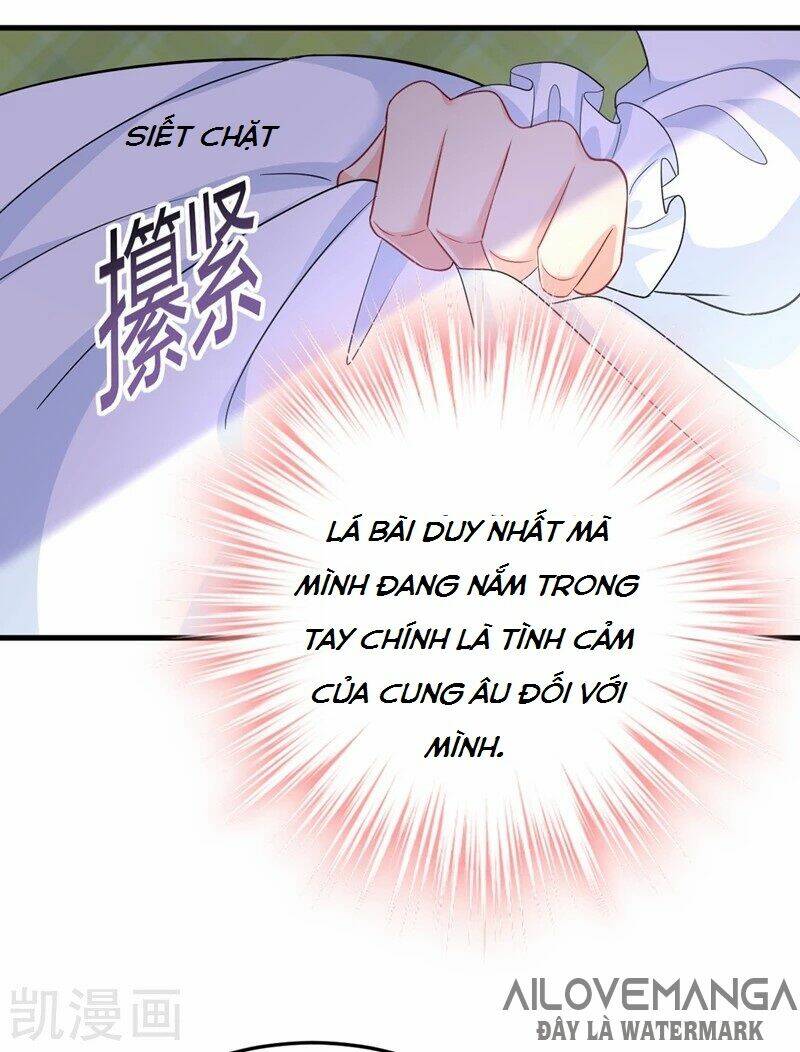 SIẾT CHẶT
攥紧
LÁ BÀI DUY NHẤT MÀ
MÌNH ĐANG NẮM TRONG
TAY CHÍNH LÀ TÌNH CẢM
CỦA CUNG ÂU ĐỐI VỚI
MÌNH.
凯漫画
AILOVEMANGA
ĐÂY LÀ WATERMARK